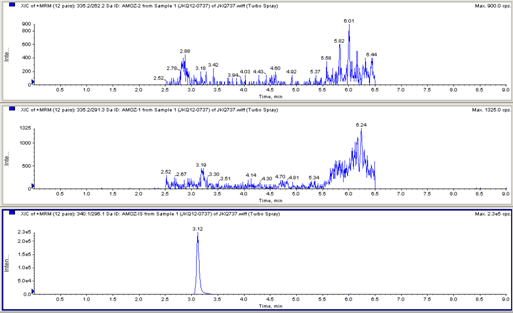 XIC of +MRM (12 pairs): 335.2/262.2 Da ID: AMOZ-2 from Sample 1 (JKQ12-0737) of JKQ737.wiff (Turbo Spray) Max. 900.0 cps.
900
800
600
400
200
0
2.52 2.78 2.88 3.18 3.42 3.94 4.03 4.43 4.60 4.92 5.37 5.58 5.82 6.01 6.44
0.5 1.0 1.5 2.0 2.5 3.0 3.5 4.0 4.5 5.0 5.5 6.0 6.5 7.0 7.5 8.0 8.5 9.0
Time, min
Inte...
XIC of +MRM (12 pairs): 335.2/291.3 Da ID: AMOZ-1 from Sample 1 (JKQ12-0737) of JKQ737.wiff (Turbo Spray) Max. 1325.0 cps.
1325
1000
500
0
2.52 2.87 3.19 3.30 3.51 4.14 4.30 4.70 4.81 5.34 6.24
0.5 1.0 1.5 2.0 2.5 3.0 3.5 4.0 4.5 5.0 5.5 6.0 6.5 7.0 7.5 8.0 8.5 9.0
Time, min
Inte...
XIC of +MRM (12 pairs): 340.1/296.1 Da ID: AMOZ-IS from Sample 1 (JKQ12-0737) of JKQ737.wiff (Turbo Spray) Max. 2.3e5 cps.
2.3e5
2.0e5
1.5e5
1.0e5
5.0e4
0.0
3.12
0.5 1.0 1.5 2.0 2.5 3.0 3.5 4.0 4.5 5.0 5.5 6.0 6.5 7.0 7.5 8.0 8.5 9.0
Time, min
Inten...